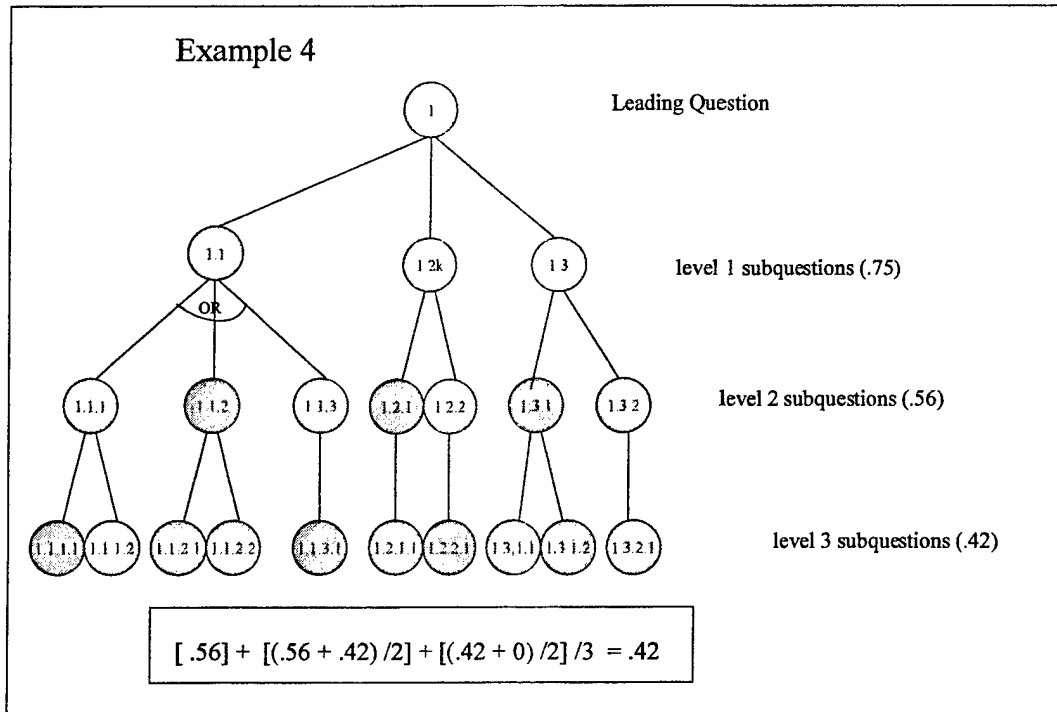 Example 4
1
Leading Question
1.1
1 2k
1 3
level 1 subquestions (.75)
OR
1.1.1
1 1.2
1 1.3
1.2.1
1 2.2
1.3.1
1 3 2
level 2 subquestions (.56)
1.1.1.1
1.1 1.2
1.1.2 1
1.1.2 2
1.1.3.1
1.2.1 1
1.2.2.1
1 3,1.1
1.3 1.2
1 3.2 1
level 3 subquestions (.42)
[ .56] + [(.56 + .42) /2] + [(.42 + 0) /2] /3 = .42